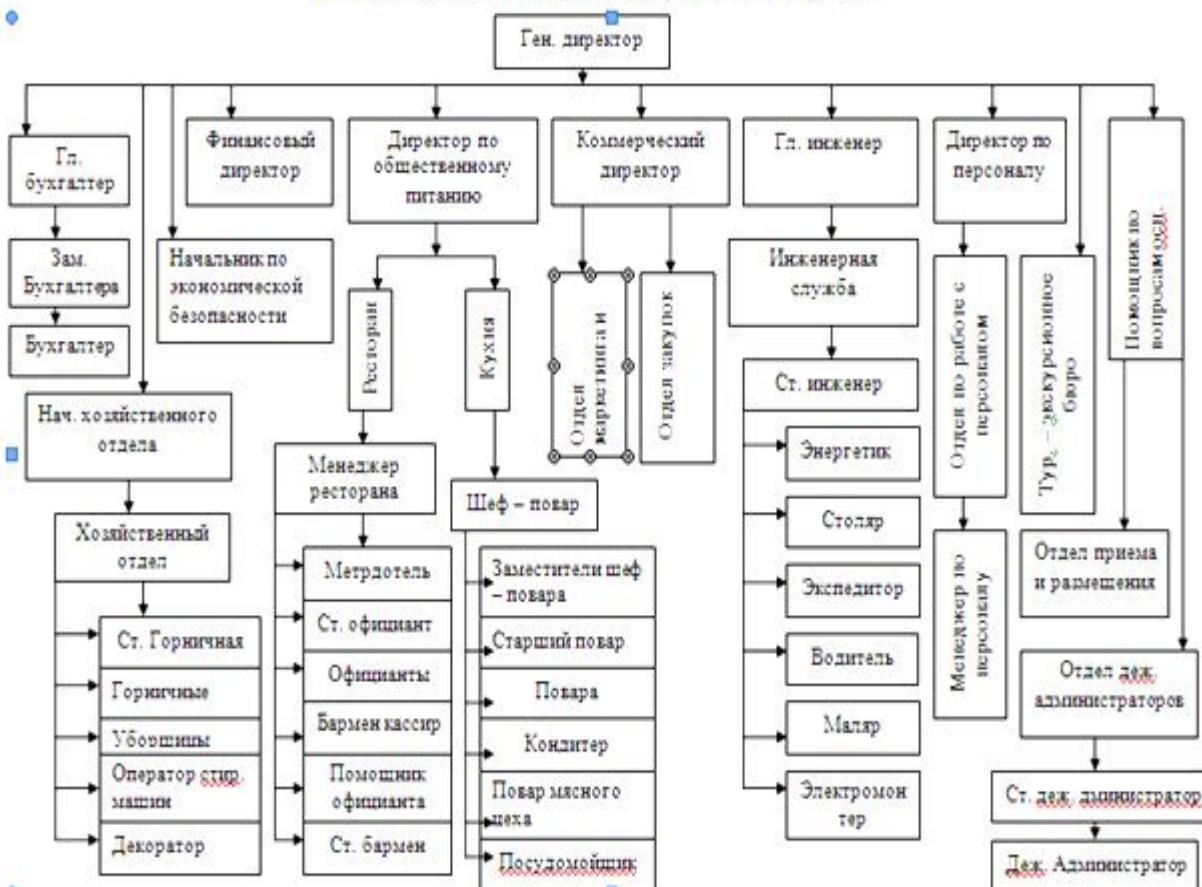 Ген. директор
Гл.
бухгалтер
Финансовый
директор
Директор по
общественному
питанию
Коммерческий
директор
Гл. инженер
Директор по
персоналу
Помощник по
вопросам осн.
Зам.
Бухгалтера
Начальник по
экономической
безопасности
Инженерная
служба
Бухгалтер
Ресторан
Кухня
Отдел
маркетинга и
Отдел закупок
Отдел по работе с
персоналом
Тур. – экскурсионное
бюро
Ст. инженер
Нач. хозяйственного
отдела
Менеджер
ресторана
Шеф – повар
Энергетик
Столяр
Экспедитор
Водитель
Маляр
Электромон
тер
Хозяйственный
отдел
Ст. Горничная
Горничные
Уборщицы
Оператор стир.
машин
Декоратор
Метрдотель
Ст. официант
Официанты
Бармен кассир
Помощник
официанта
Ст. бармен
Заместители шеф
– повара
Старший повар
Повара
Кондитер
Повар мясного
цеха
Посудомойщик
Менеджер по
персоналу
Отдел приема
и размещения
Отдел деж.
администраторов
Ст. деж. дминистратор
Деж. Администратор